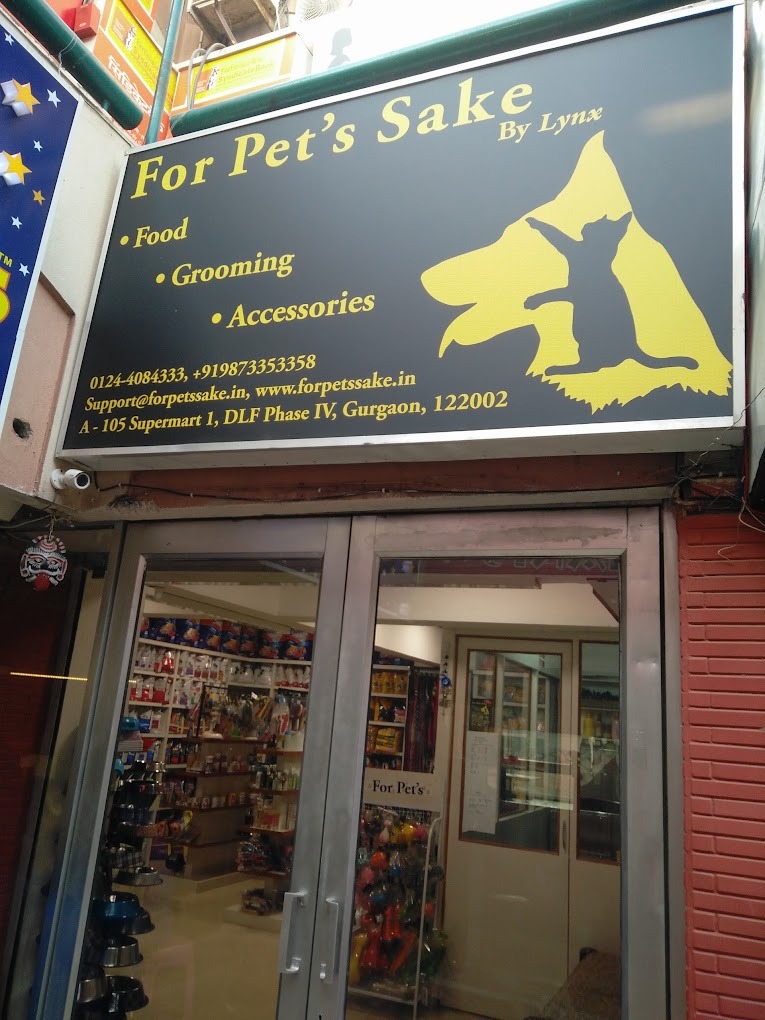 For Pet's Sake
By Lynx
• Food
• Grooming
• Accessories
0124-4084333, +919873353358
Support@forpetssake.in, www.forpetssake.in
A - 105 Supermart 1, DLF Phase IV, Gurgaon, 122002
TM
For Pet's